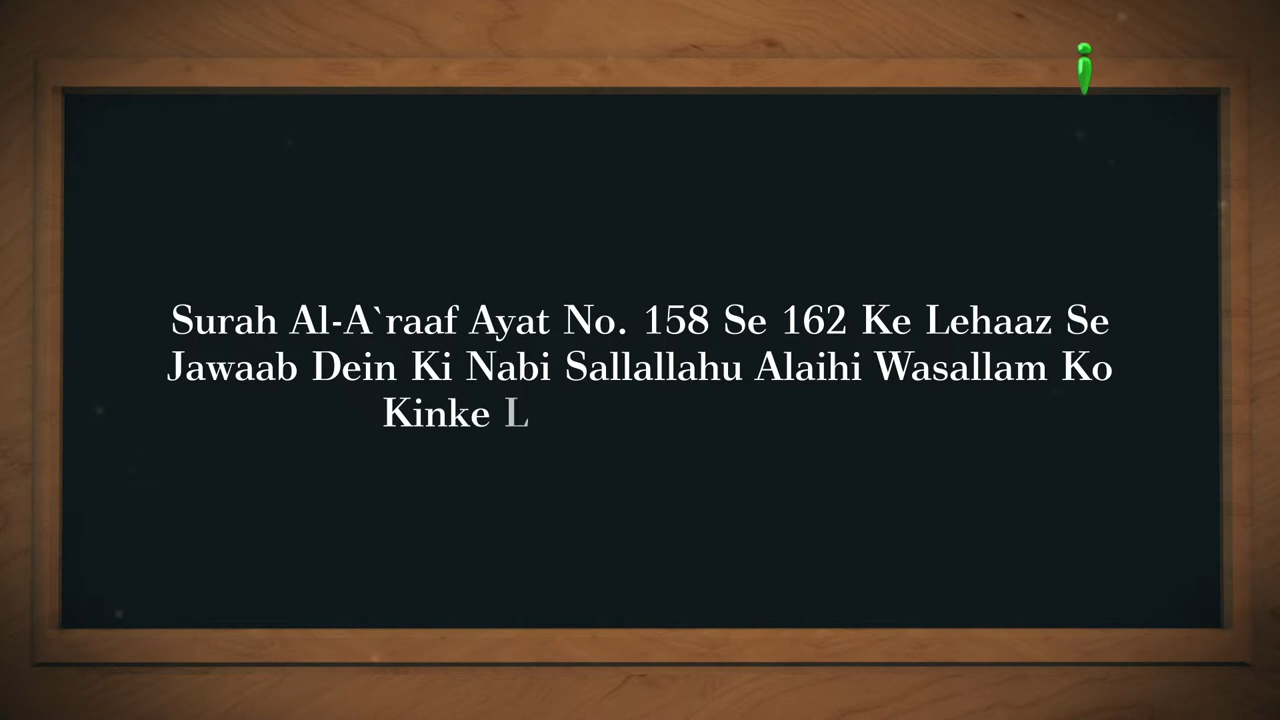 Surah Al-A`raaf Ayat No. 158 Se 162 Ke Lehaaz Se
Jawaab Dein Ki Nabi Sallallahu Alaihi Wasallam Ko
Kinke L